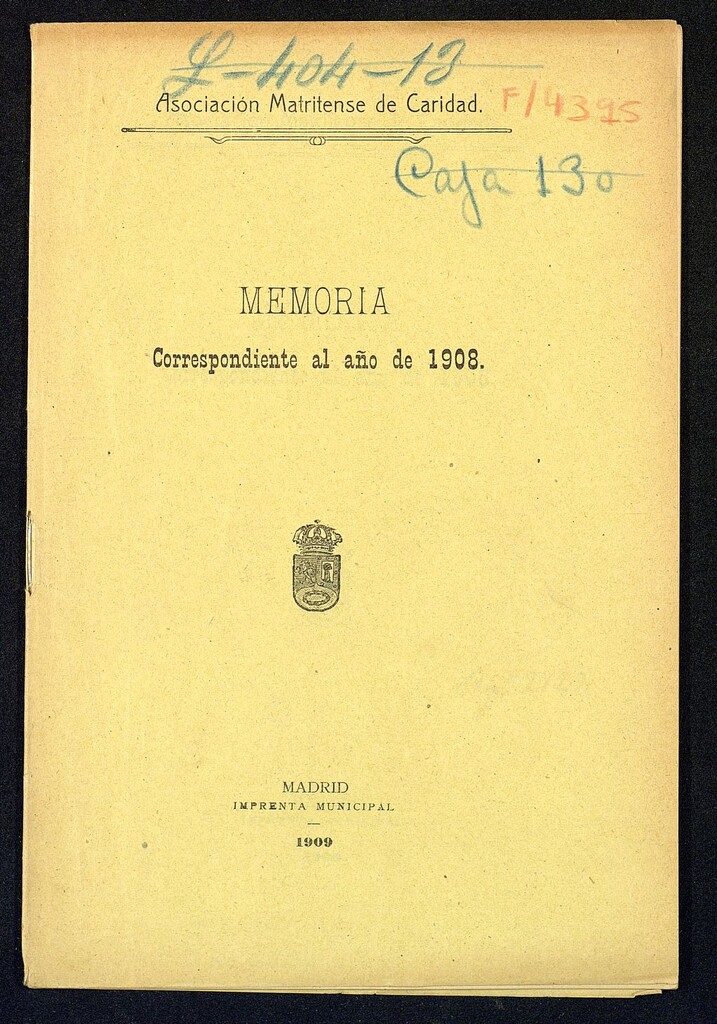 L-404-13
Asociación Matritense de Caridad.
F/4395
Caja 130
MEMORIA
Correspondiente al año de 1908.
MADRID
IMPRENTA MUNICIPAL
1909